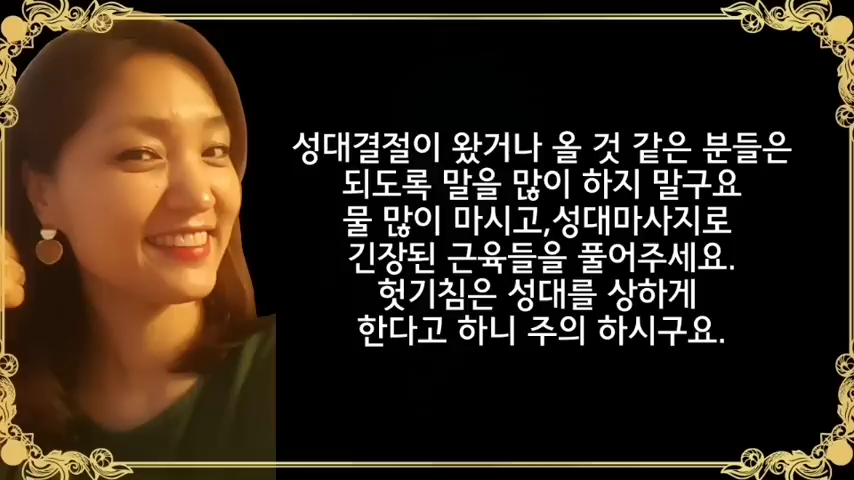 성대결절이 왔거나 올 것 같은 분들은
되도록 말을 많이 하지 말구요
물 많이 마시고,성대마사지로
긴장된 근육들을 풀어주세요.
헛기침은 성대를 상하게
한다고 하니 주의 하시구요.